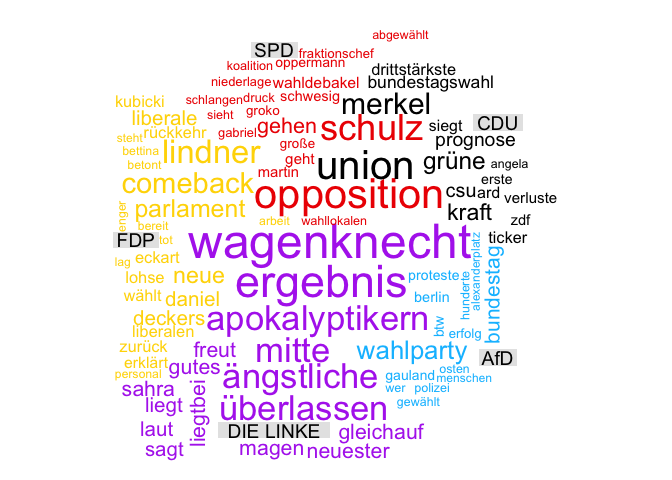 abgewählt
SPD fraktionschef
koalition oppermann drittstärkste
niederlage wahldebakel bundestagswahl
kubicki schlangen druck schwesig merkel
liberale sieht groko gehen schulz siegt CDU
steht rückkehr gabriel große prognose
bettina lindner geht union grüne angela
betont martin erste
comeback opposition csu ard verluste
parlament kraft zdf
bereit arbeit wahllokalen
FDP tot wagenknecht ticker
lag eckart alexanderplatz
lohse neue ergebnis proteste hunderte bundestag
wählt daniel berlin
deckers apokalyptikern btw erfolg
liberalen
zurück freut mitte wahlparty AfD
erklärt gutes osten
personal ängstliche gauland menschen
sahra wer polizei
liegt liegtbei überlassen gewählt
laut DIE LINKE gleichauf
sagt magen neuester